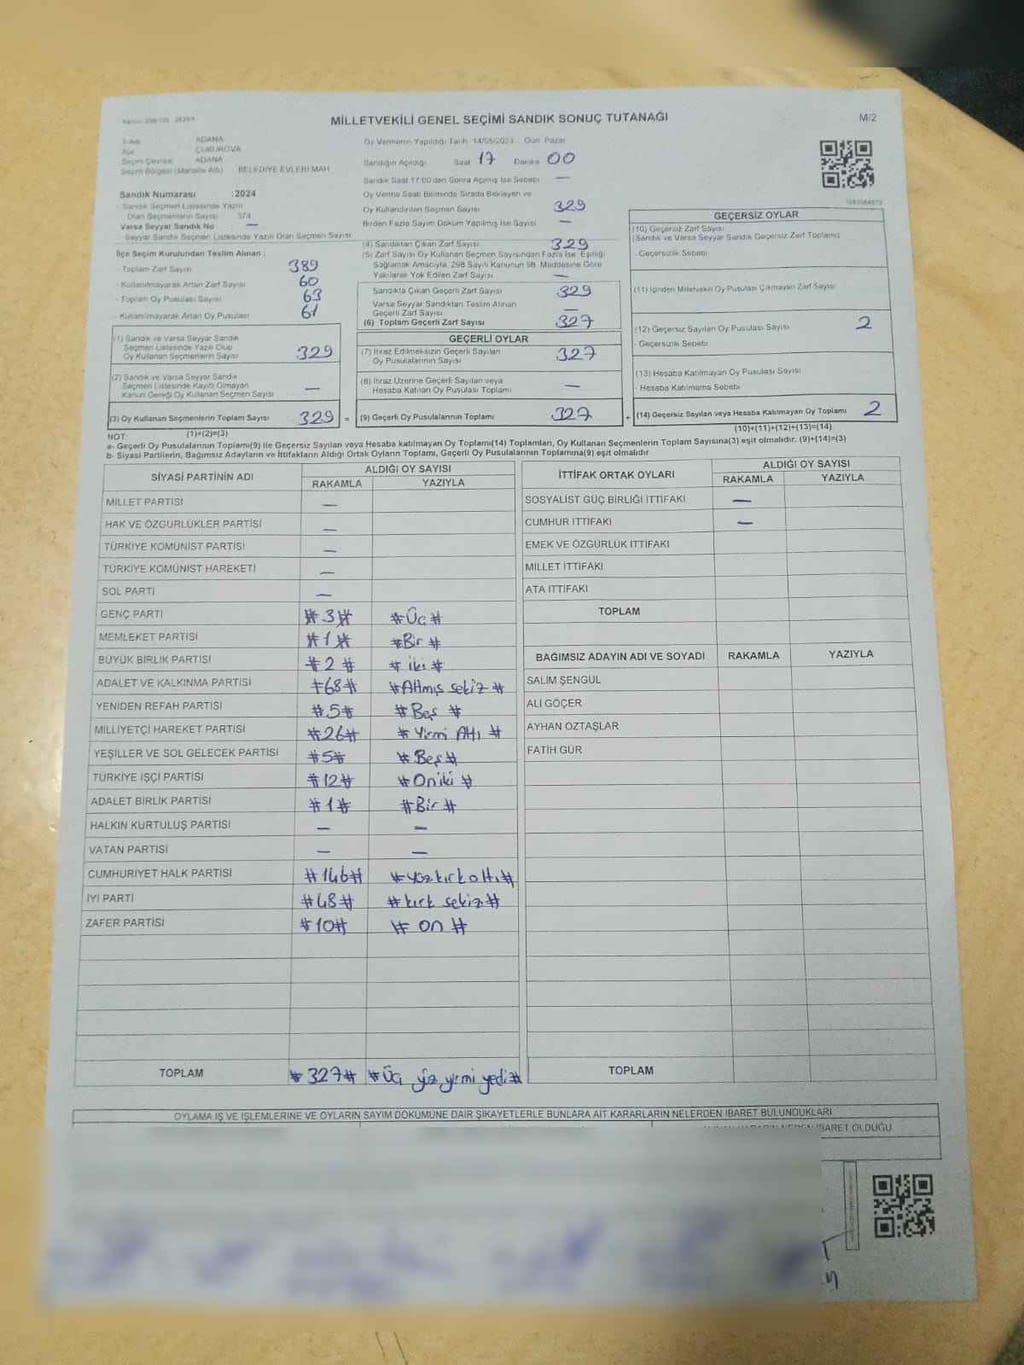 MİLLETVEKİLİ GENEL SEÇİMİ SANDIK SONUÇ TUTANAĞI
M/2
ADANA
ÇUKUROVA
ADANA
BELEDİYE EVLERİ MAH
Oy Vermenin Yapıldığı Tarih 14/05/2023 Gün Pazar
Sandığın Açıldığı Saat 17 Dakika 00
Sandık Saat 17:00'dan Sonra Açılmış İse Sebebi —
Oy Verme Saati Bitiminde Sırada Bekleyen ve
Oy Kullandırılan Seçmen Sayısı 329
Birden Fazla Sayım Döküm Yapılmış İse Sayısı —
Sandık Numarası : 2024
Sandık Seçmen Listesinde Yazılı
Olan Seçmenlerin Sayısı 374
Varsa Seyyar Sandık No —
Seyyar Sandık Seçmen Listesinde Yazılı Olan Seçmen Sayısı
İlçe Seçim Kurulundan Teslim Alınan :
- Toplam Zarf Sayısı 389
- Kullanılmayarak Artan Zarf Sayısı 60
- Toplam Oy Pusulası Sayısı 63
- Kullanılmayarak Artan Oy Pusulası 61
(4) Sandıktan Çıkan Zarf Sayısı 329
(5) Zarf Sayısı Oy Kullanan Seçmen Sayısından Fazla İse, Eşitliği
Sağlamak Amacıyla, 298 Sayılı Kanunun 98. Maddesine Göre
Yakılarak Yok Edilen Zarf Sayısı —
Sandıkta Çıkan Geçerli Zarf Sayısı 329
Varsa Seyyar Sandıktan Teslim Alınan
Geçerli Zarf Sayısı —
(6) Toplam Geçerli Zarf Sayısı 327
GEÇERSİZ OYLAR
(10) Geçersiz Zarf Sayısı
(Sandık ve Varsa Seyyar Sandık Geçersiz Zarf Toplamı)
- Geçersizlik Sebebi
(11) İçinden Milletvekili Oy Pusulası Çıkmayan Zarf Sayısı
(12) Geçersiz Sayılan Oy Pusulası Sayısı 2
- Geçersizlik Sebebi
(13) Hesaba Katılmayan Oy Pusulası Sayısı
- Hesaba Katılmama Sebebi
(14) Geçersiz Sayılan veya Hesaba Katılmayan Oy Toplamı 2
(10)+(11)+(12)+(13)=(14)
(1) Sandık ve Varsa Seyyar Sandık
Seçmen Listesinde Yazılı Olup
Oy Kullanan Seçmenlerin Sayısı 329
(2) Sandık ve Varsa Seyyar Sandık
Seçmen Listesinde Kayıtlı Olmayan
Kanun Gereği Oy Kullanan Seçmen Sayısı —
(3) Oy Kullanan Seçmenlerin Toplam Sayısı 329 =
GEÇERLİ OYLAR
(7) İtiraz Edilmeksizin Geçerli Sayılan
Oy Pusulalarının Sayısı 327
(8) İtiraz Üzerine Geçerli Sayılan veya
Hesaba Katılan Oy Pusulası Toplamı —
(9) Geçerli Oy Pusulalarının Toplamı 327 +
NOT: (1)+(2)=(3)
a- Geçerli Oy Pusulalarının Toplamı(9) ile Geçersiz Sayılan veya Hesaba katılmayan Oy Toplamı(14) Toplamları, Oy Kullanan Seçmenlerin Toplam Sayısına(3) eşit olmalıdır. (9)+(14)=(3)
b- Siyasi Partilerin, Bağımsız Adayların ve İttifakların Aldığı Ortak Oyların Toplamı, Geçerli Oy Pusulalarının Toplamına(9) eşit olmalıdır
SİYASİ PARTİNİN ADI ALDIĞI OY SAYISI
RAKAMLA YAZIYLA
MİLLET PARTİSİ —
HAK VE ÖZGÜRLÜKLER PARTİSİ —
TÜRKİYE KOMÜNİST PARTİSİ —
TÜRKİYE KOMÜNİST HAREKETİ —
SOL PARTİ —
GENÇ PARTİ #3# #Üç#
MEMLEKET PARTİSİ #1# #Bir#
BÜYÜK BİRLİK PARTİSİ #2# #iki#
ADALET VE KALKINMA PARTİSİ #68# #Altmış sekiz#
YENİDEN REFAH PARTİSİ #5# #Beş#
MİLLİYETÇİ HAREKET PARTİSİ #26# #Yirmi Altı#
YEŞİLLER VE SOL GELECEK PARTİSİ #5# #Beş#
TÜRKİYE İŞÇİ PARTİSİ #12# #Oniki#
ADALET BİRLİK PARTİSİ #1# #Bir#
HALKIN KURTULUŞ PARTİSİ — —
VATAN PARTİSİ — —
CUMHURİYET HALK PARTİSİ #146# #yüzkırkaltı#
İYİ PARTİ #48# #kırk sekiz#
ZAFER PARTİSİ #10# #on#
TOPLAM #327# #Üç yüz yirmi yedi#
İTTİFAK ORTAK OYLARI ALDIĞI OY SAYISI
RAKAMLA YAZIYLA
SOSYALİST GÜÇ BİRLİĞİ İTTİFAKI —
CUMHUR İTTİFAKI —
EMEK VE ÖZGÜRLÜK İTTİFAKI
MİLLET İTTİFAKI
ATA İTTİFAKI
TOPLAM
BAĞIMSIZ ADAYIN ADI VE SOYADI RAKAMLA YAZIYLA
SALİM ŞENGÜL
ALİ GÖÇER
AYHAN ÖZTAŞLAR
FATİH GÜR
TOPLAM
OYLAMA İŞ VE İŞLEMLERİNE VE OYLARIN SAYIM DÖKÜMÜNE DAİR ŞİKAYETLERLE BUNLARA AİT KARARLARIN NELERDEN İBARET BULUNDUKLARI
İBARET OLDUĞU